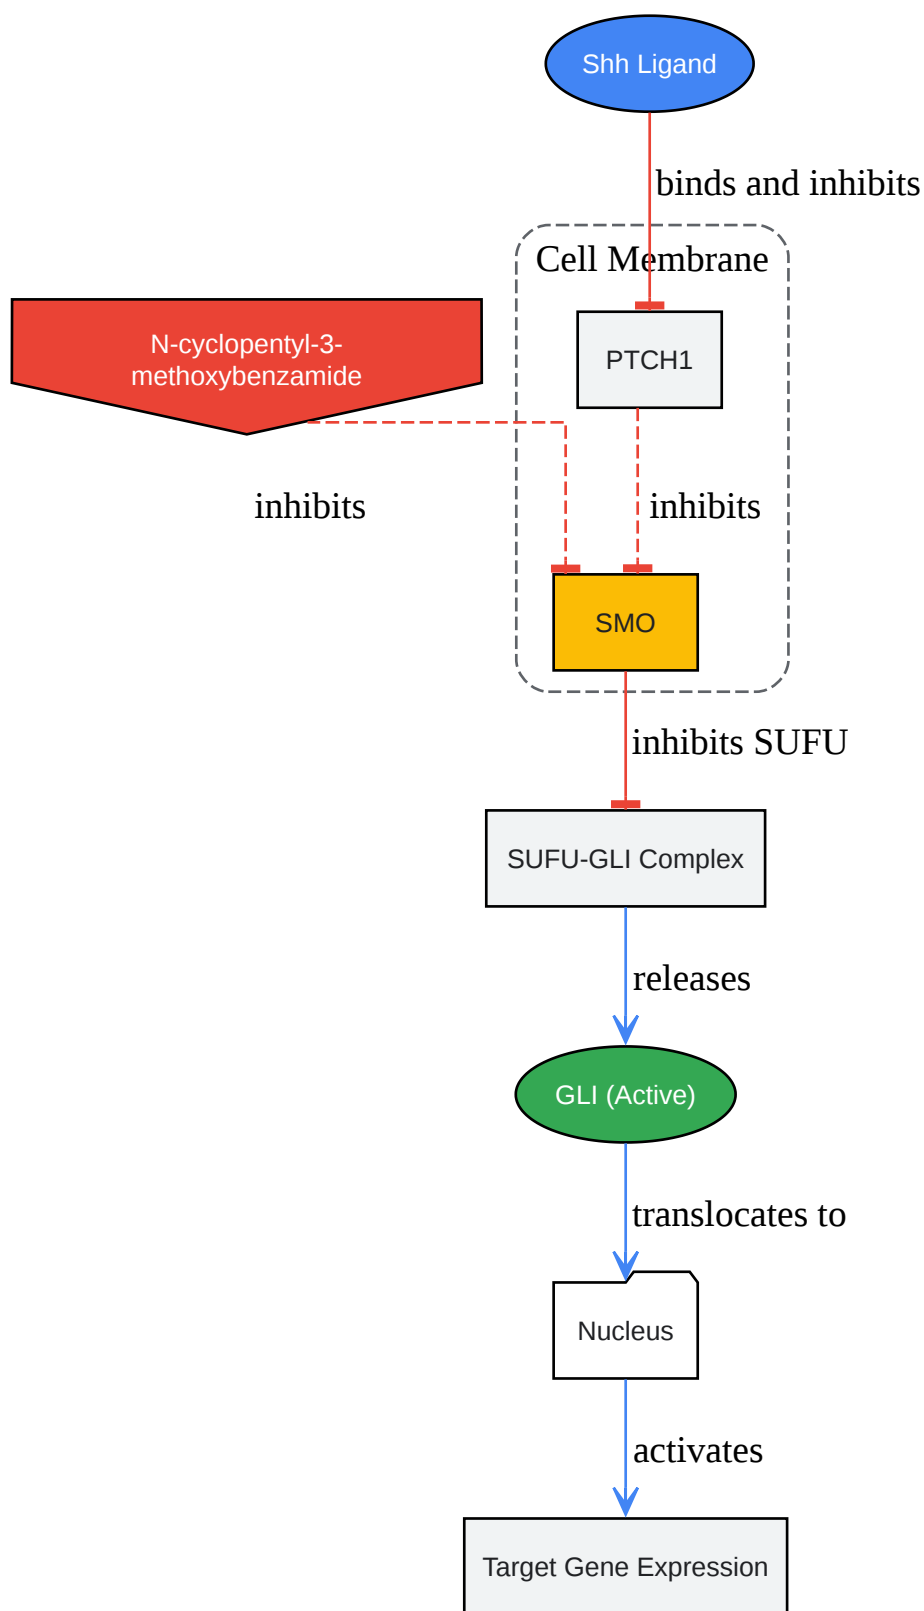 Shh Ligand
binds and inhibits
Cell Membrane
N-cyclopentyl-3-
methoxybenzamide
PTCH1
inhibits
inhibits
SMO
inhibits SUFU
SUFU-GLI Complex
releases
GLI (Active)
translocates to
Nucleus
activates
Target Gene Expression